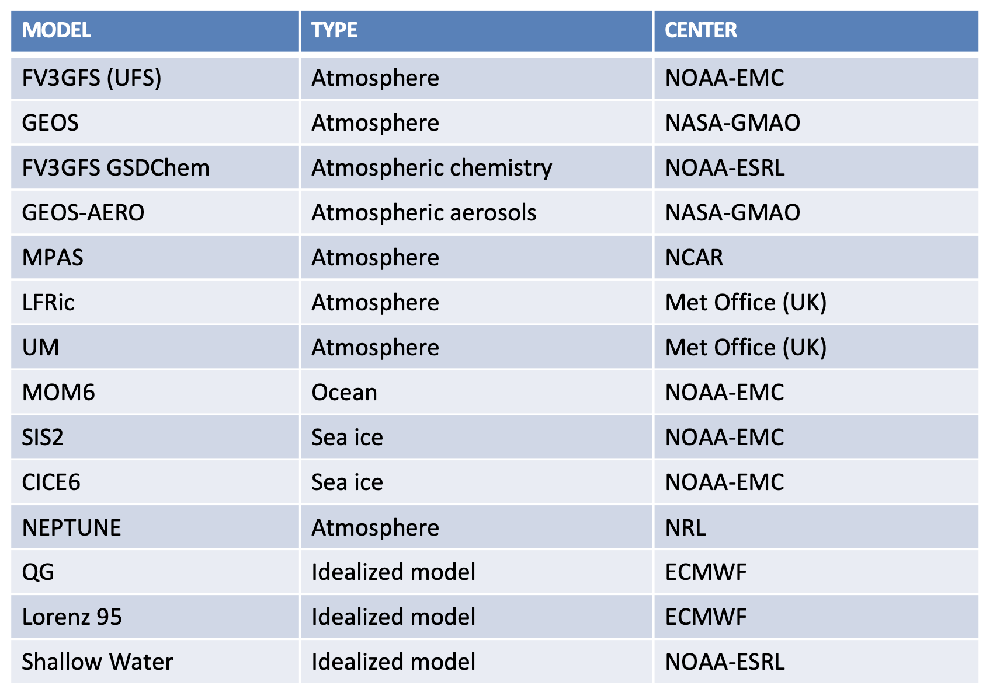 MODEL TYPE CENTER
FV3GFS (UFS) Atmosphere NOAA-EMC
GEOS Atmosphere NASA-GMAO
FV3GFS GSDChem Atmospheric chemistry NOAA-ESRL
GEOS-AERO Atmospheric aerosols NASA-GMAO
MPAS Atmosphere NCAR
LFRic Atmosphere Met Office (UK)
UM Atmosphere Met Office (UK)
MOM6 Ocean NOAA-EMC
SIS2 Sea ice NOAA-EMC
CICE6 Sea ice NOAA-EMC
NEPTUNE Atmosphere NRL
QG Idealized model ECMWF
Lorenz 95 Idealized model ECMWF
Shallow Water Idealized model NOAA-ESRL